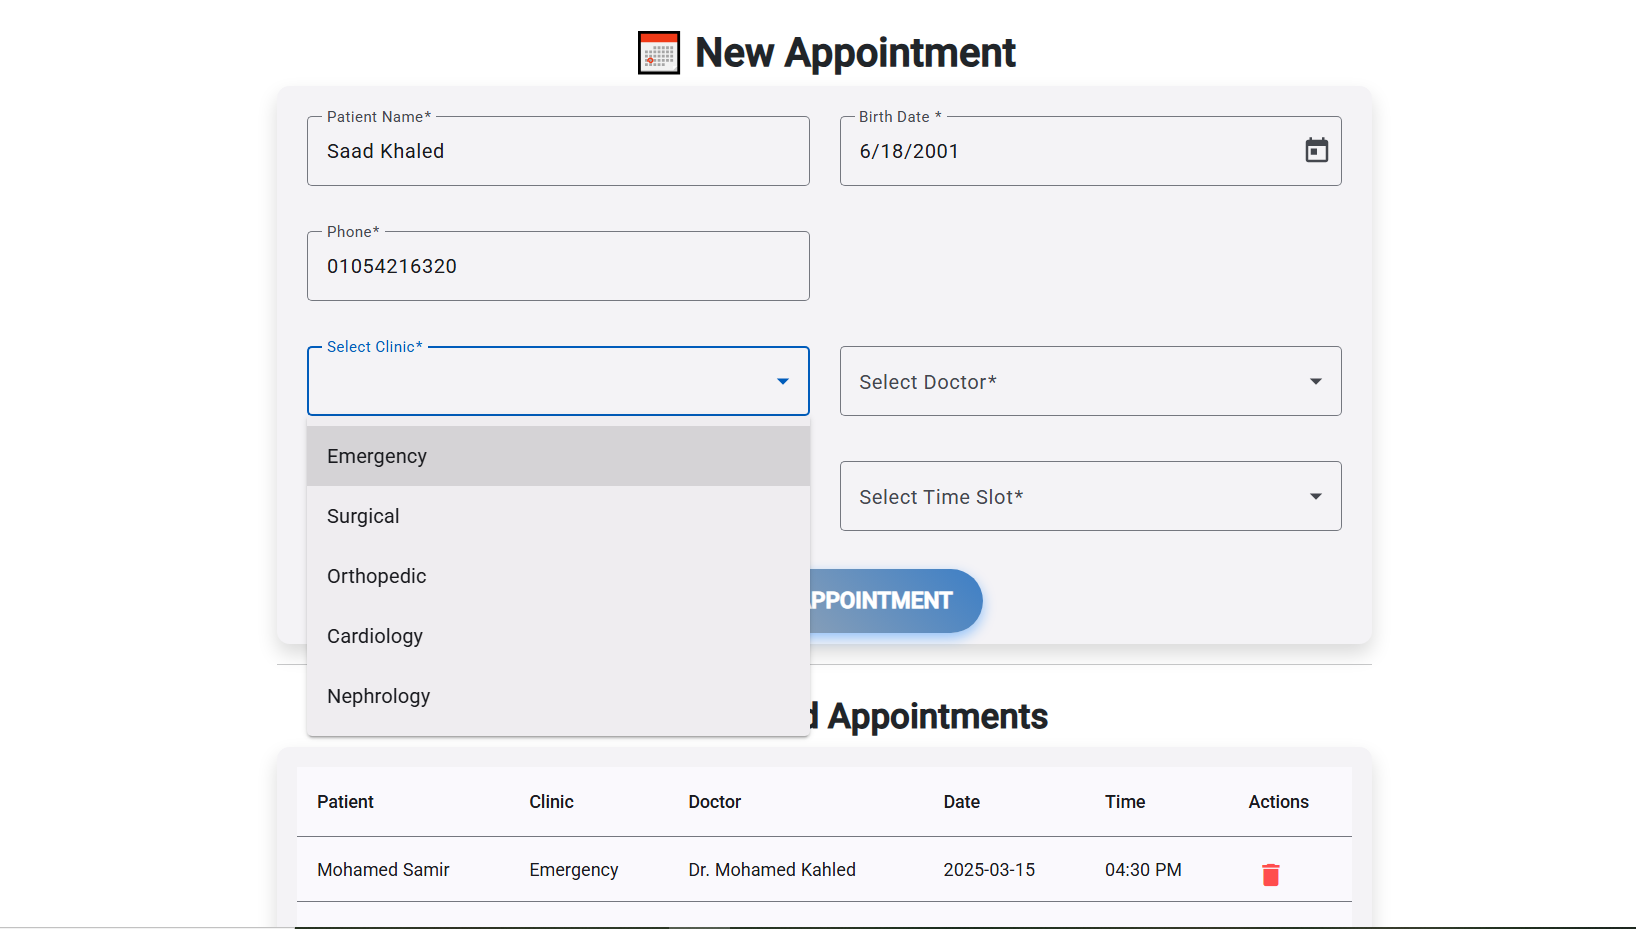 New Appointment
Patient Name*
Saad Khaled
Birth Date *
6/18/2001
Phone*
01054216320
Select Clinic*
Select Doctor*
Emergency
Surgical
Orthopedic
Cardiology
Nephrology
Select Time Slot*
PPOINTMENT
Appointments
Patient Clinic Doctor Date Time Actions
Mohamed Samir Emergency Dr. Mohamed Kahled 2025-03-15 04:30 PM